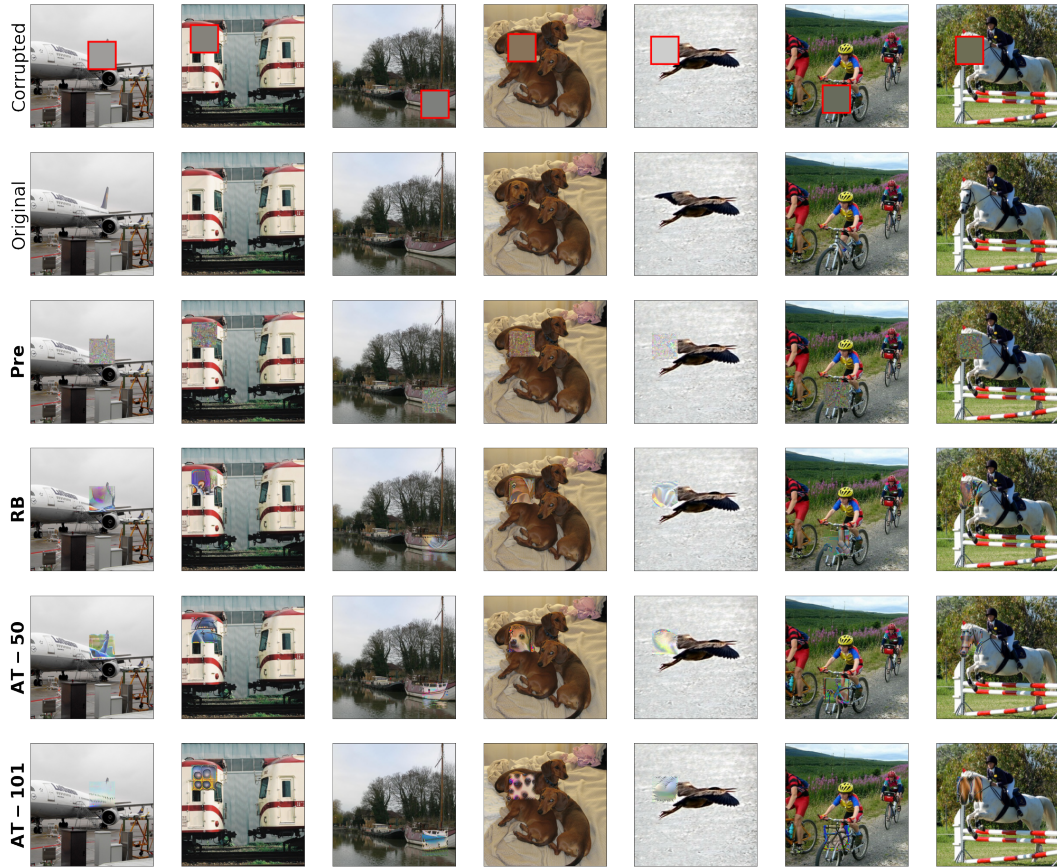 Corrupted
Original
Pre
RB
AT − 50
AT − 101